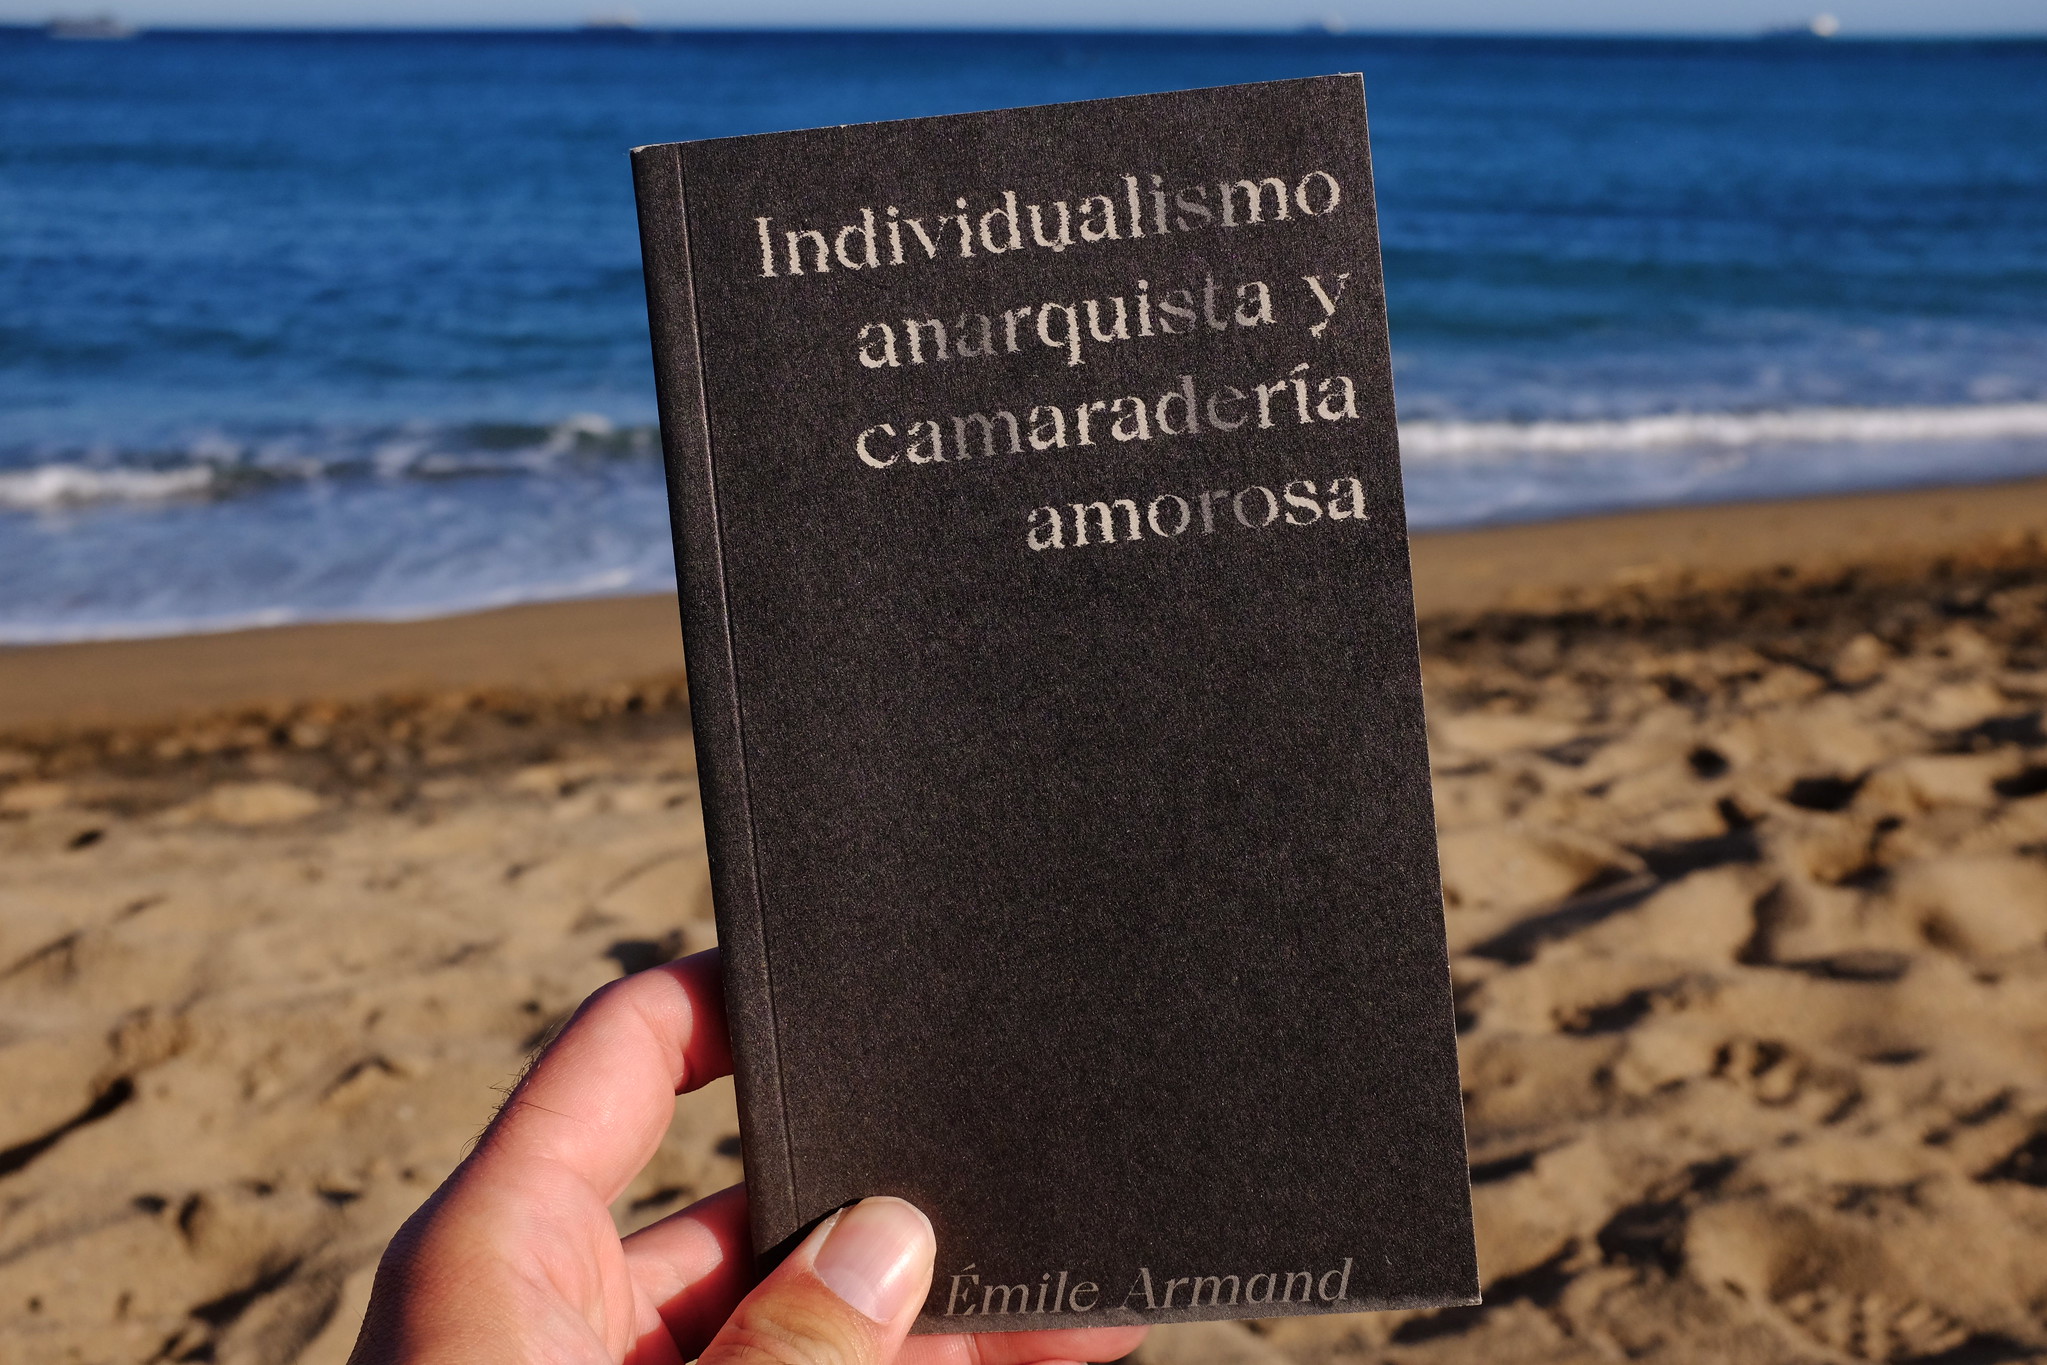 Individualismo
anarquista y
camaradería
amorosa
Émile Armand